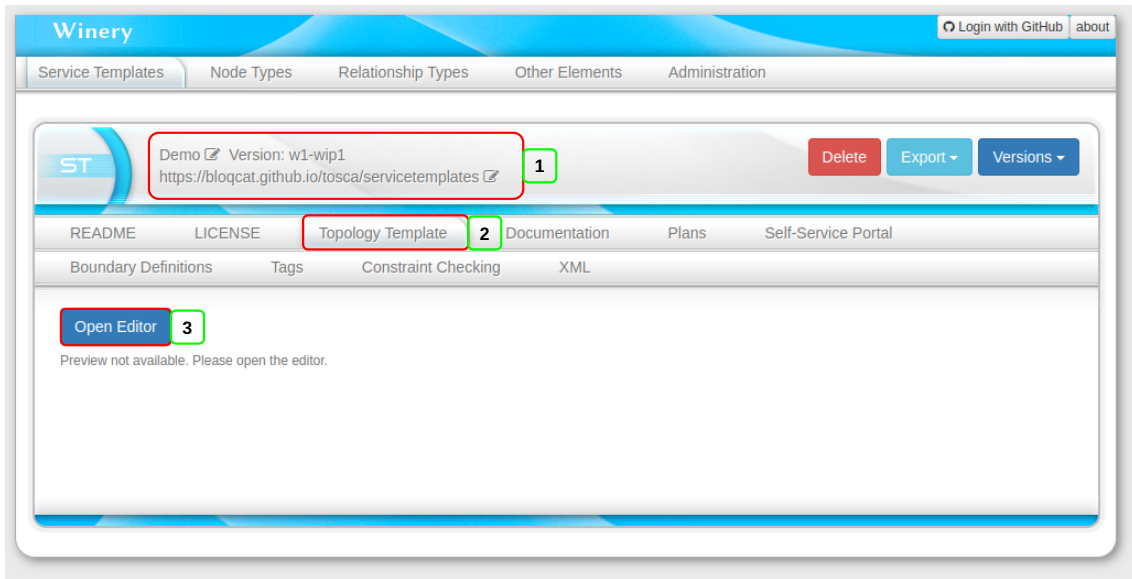 Winery
Login with GitHub about
Service Templates Node Types Relationship Types Other Elements Administration
ST
Demo Version: w1-wip1
https://bloqcat.github.io/tosca/servicetemplates
1
Delete Export Versions
README LICENSE Topology Template 2 Documentation Plans Self-Service Portal
Boundary Definitions Tags Constraint Checking XML
Open Editor 3
Preview not available. Please open the editor.